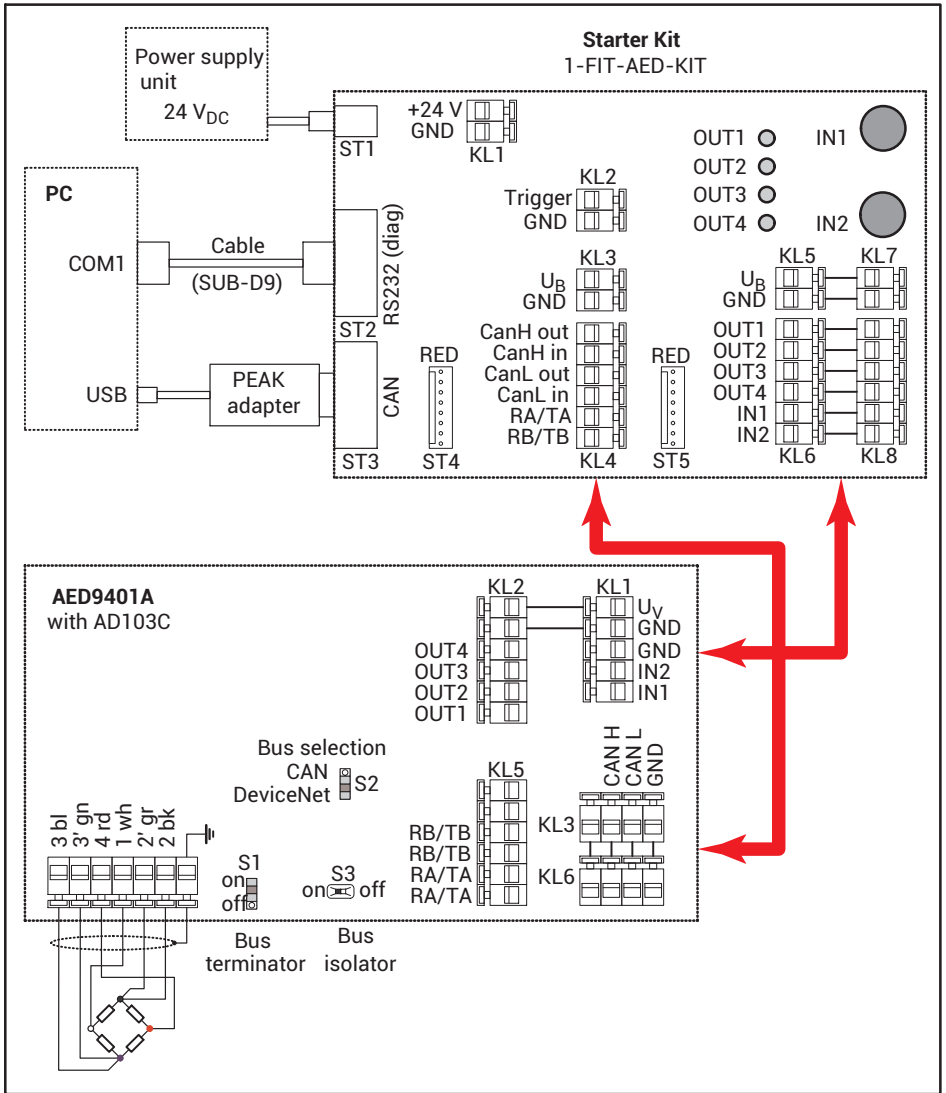 Starter Kit
1-FIT-AED-KIT
Power supply
unit
24 VDC
ST1
+24 V
GND
KL1
OUT1
OUT2
OUT3
OUT4
IN1
IN2
KL2
Trigger
GND
PC
COM1
Cable
(SUB-D9)
RS232 (diag)
ST2
KL3
UB
GND
KL5
KL7
UB
GND
USB
PEAK
adapter
CAN
ST3
RED
ST4
CanH out
CanH in
CanL out
CanL in
RA/TA
RB/TB
KL4
RED
ST5
OUT1
OUT2
OUT3
OUT4
IN1
IN2
KL6
KL8
AED9401A
with AD103C
KL2
OUT4
OUT3
OUT2
OUT1
KL1
UV
GND
GND
IN2
IN1
Bus selection
CAN
DeviceNet
S2
KL5
RB/TB
RB/TB
RA/TA
RA/TA
CAN H
CAN L
GND
KL3
KL6
3 bl
3' gn
4 rd
1 wh
2' gr
2 bk
S1
on
off
S3
on
off
Bus
terminator
Bus
isolator